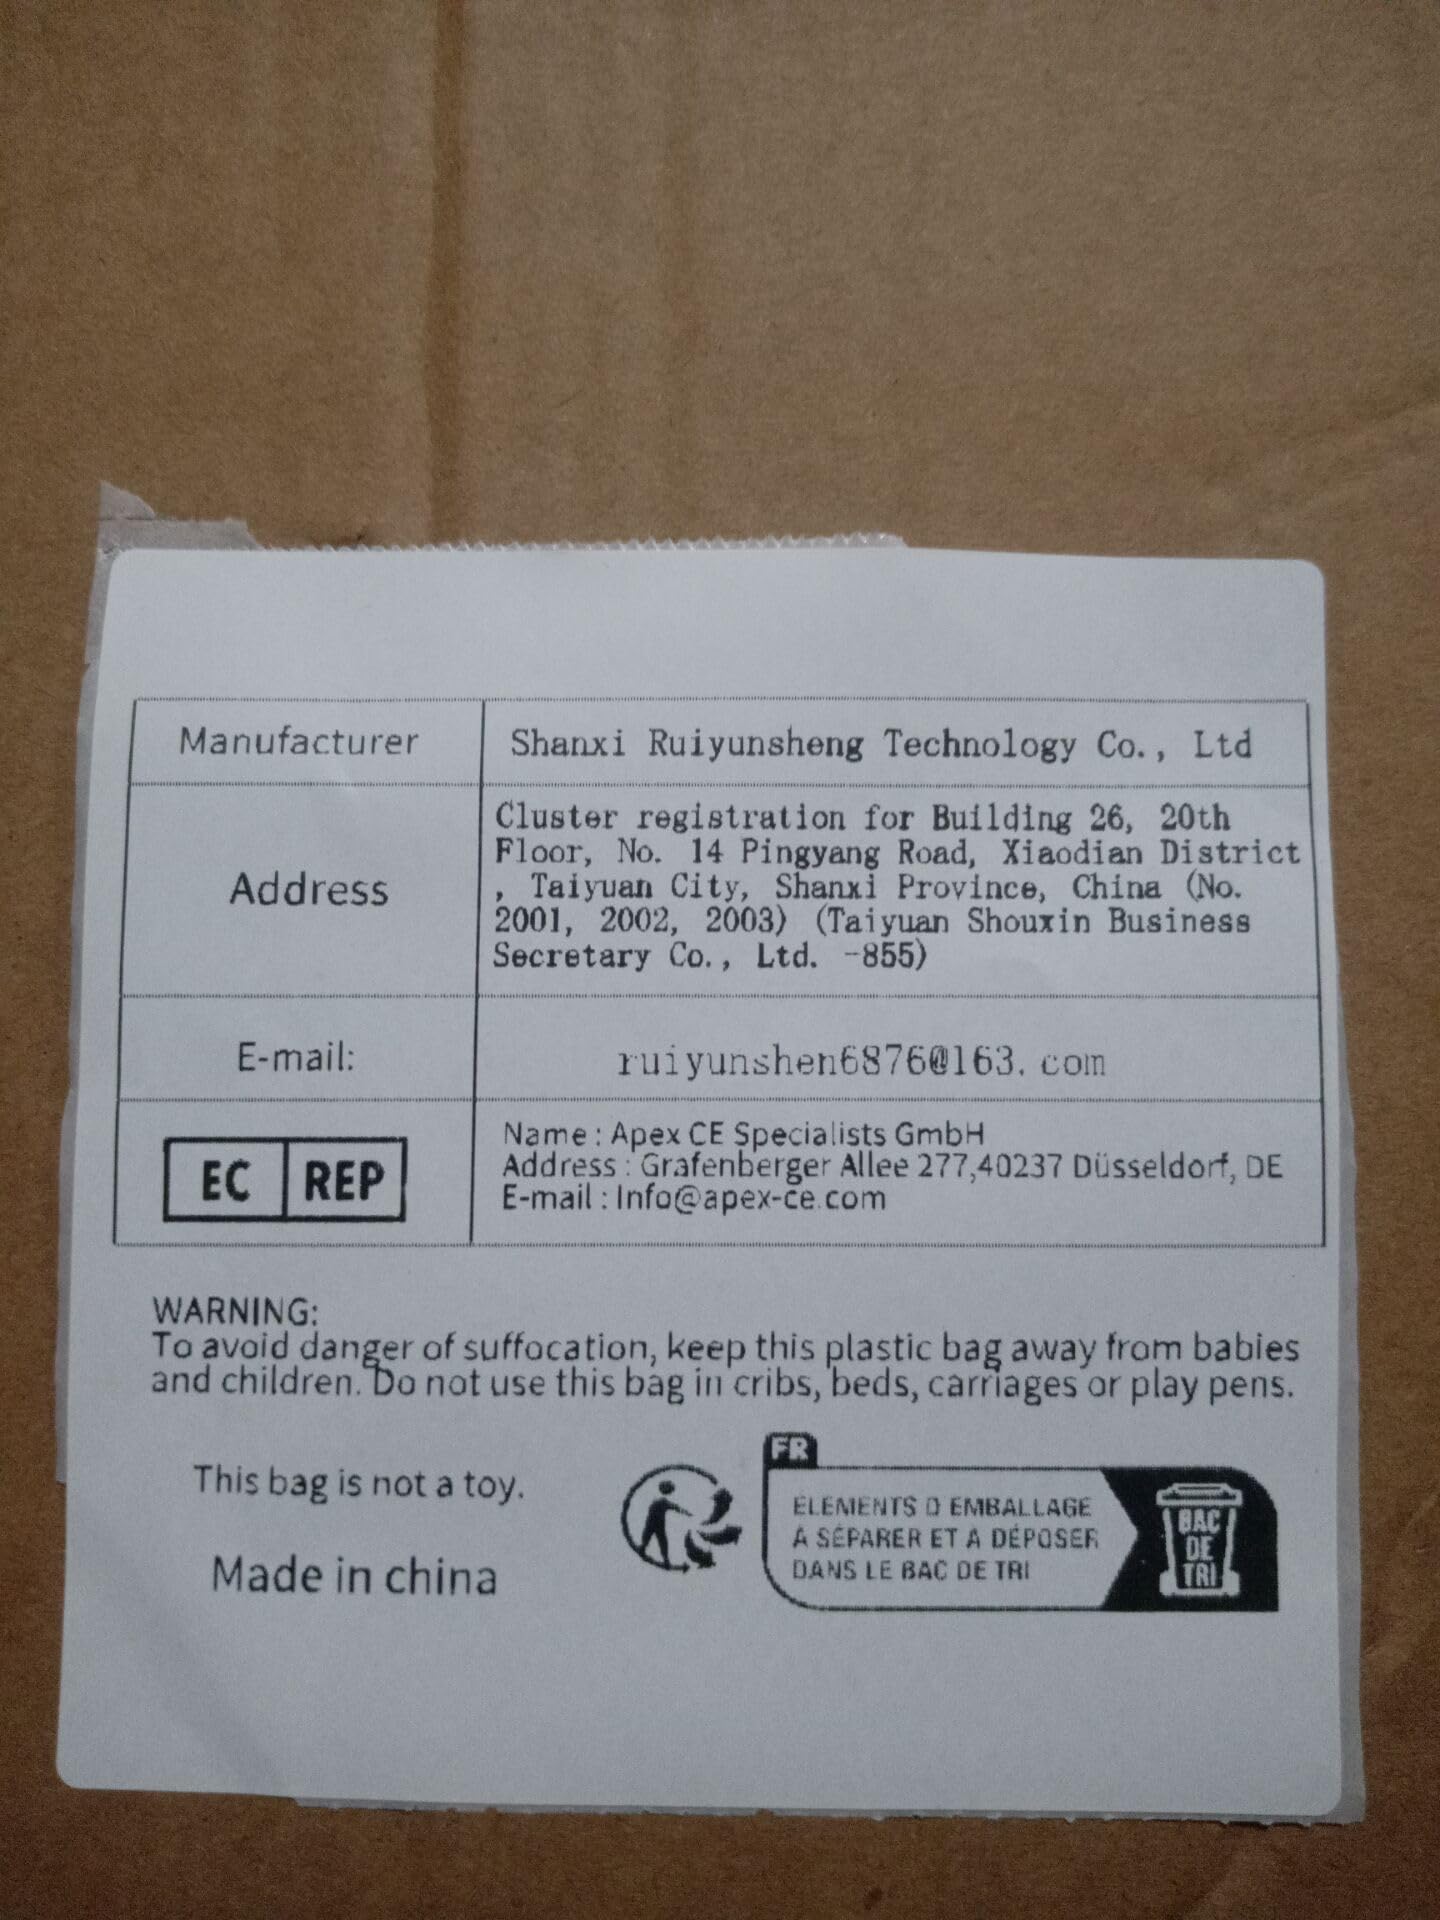 Manufacturer
Shanxi Ruiyunsheng Technology Co., Ltd
Address
Cluster registration for Building 26, 20th
Floor, No. 14 Pingyang Road, Xiaodian District
, Taiyuan City, Shanxi Province, China (No.
2001, 2002, 2003) (Taiyuan Shouxin Business
Secretary Co., Ltd. -855)
E-mail:
ruiyunshen6876@163.com
EC REP
Name : Apex CE Specialists GmbH
Address : Grafenberger Allee 277,40237 Düsseldorf, DE
E-mail : Info@apex-ce.com
WARNING:
To avoid danger of suffocation, keep this plastic bag away from babies
and children. Do not use this bag in cribs, beds, carriages or play pens.
This bag is not a toy.
Made in china
FR
ELEMENTS D EMBALLAGE
A SÉPARER ET A DÉPOSER
DANS LE BAC DE TRI
BAC
DE
TRI